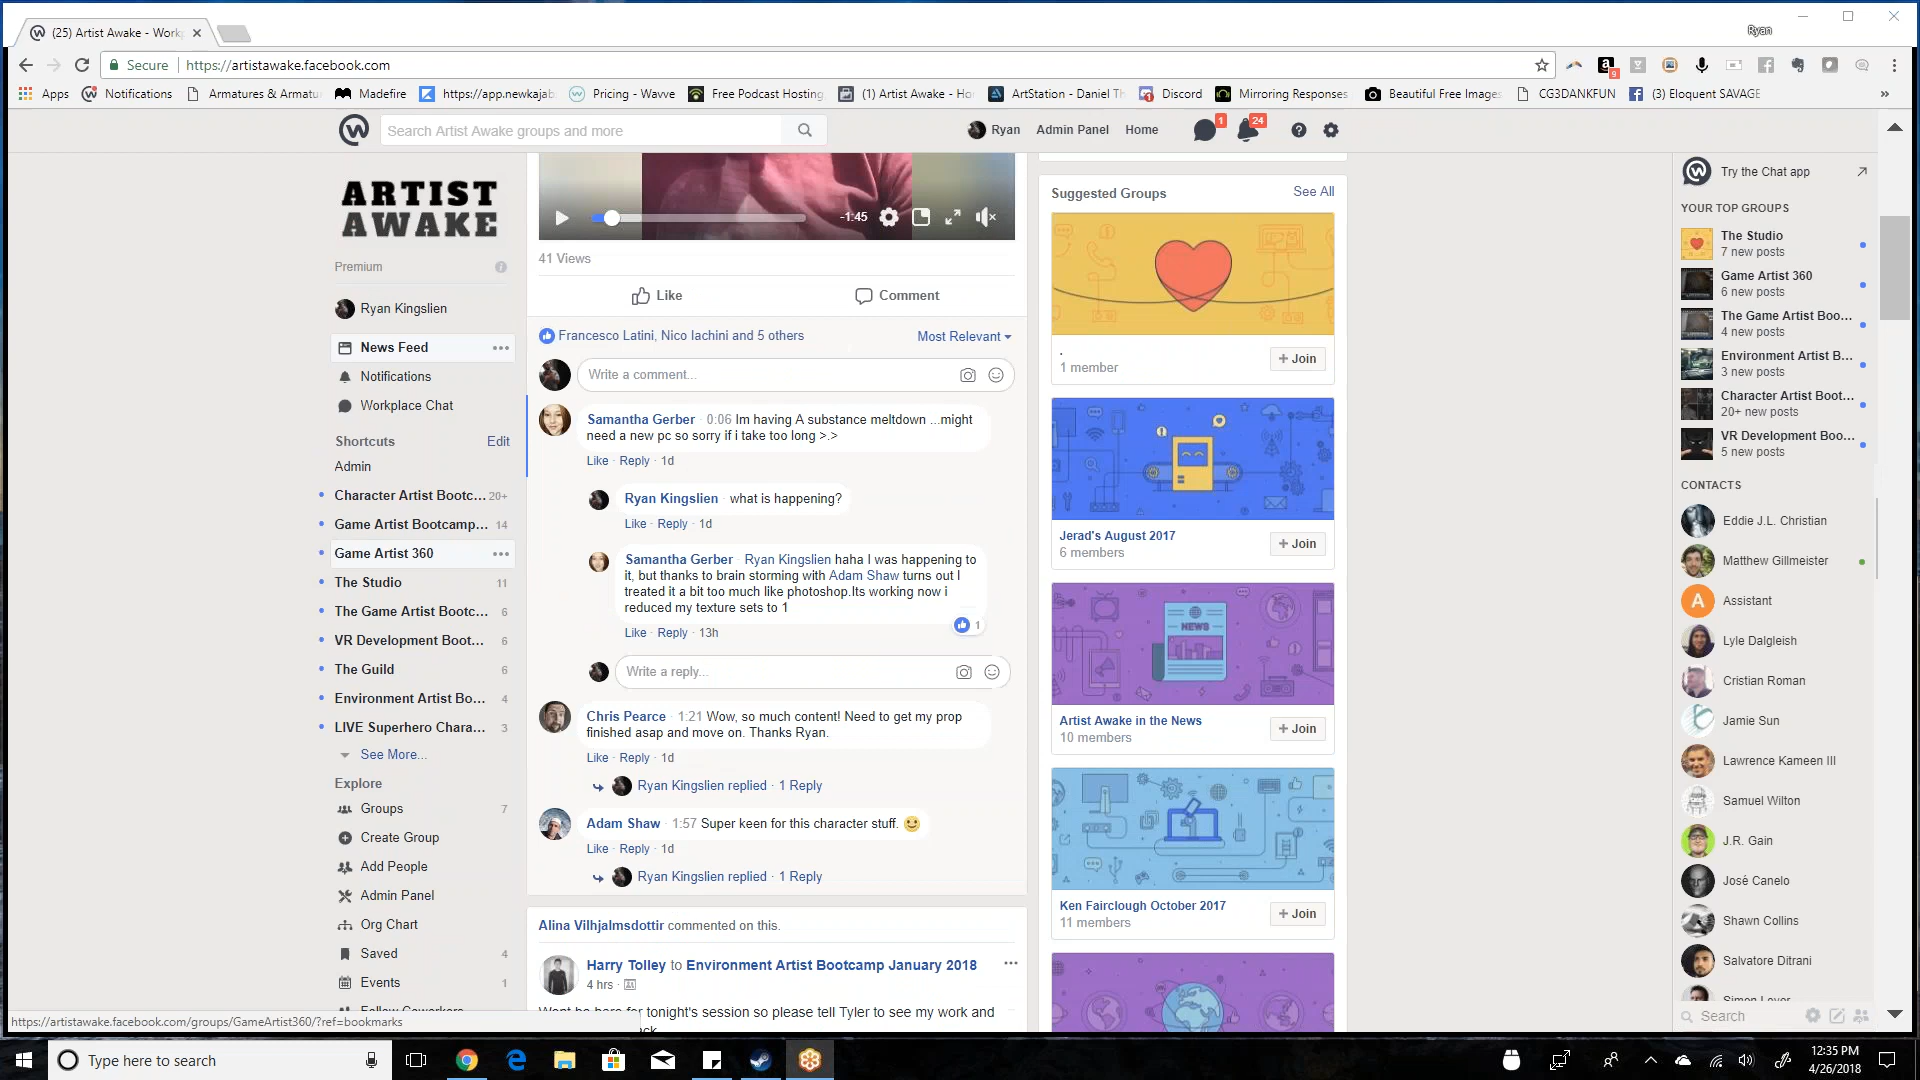 (25) Artist Awake - Work
Ryan
Secure
https://artistawake.facebook.com
9
Apps
Notifications
Armatures & Armatu
Madefire
https://app.newkajab
Pricing - Wavve
Free Podcast Hosting
(1) Artist Awake - Ho
ArtStation - Daniel Th
Discord
Mirroring Responses
Beautiful Free Images
CG3DANKFUN
(3) Eloquent SAVAGE
Search Artist Awake groups and more
Ryan
Admin Panel
Home
1
24
ARTIST
AWAKE
Premium
Ryan Kingslien
News Feed
Notifications
Workplace Chat
Shortcuts
Edit
Admin
Character Artist Bootc... 20+
Game Artist Bootcamp... 14
Game Artist 360
The Studio 11
The Game Artist Bootc... 6
VR Development Boot... 6
The Guild 6
Environment Artist Bo... 4
LIVE Superhero Chara... 3
See More...
Explore
Groups 7
Create Group
Add People
Admin Panel
Org Chart
Saved 4
Events 1
Follow Coworkers
https://artistawake.facebook.com/groups/GameArtist360/?ref=bookmarks
-1:45
41 Views
Like
Comment
Francesco Latini, Nico Iachini and 5 others
Most Relevant
Write a comment...
Samantha Gerber · 0:06 Im having A substance meltdown ...might
need a new pc so sorry if i take too long >.>
Like · Reply · 1d
Ryan Kingslien · what is happening?
Like · Reply · 1d
Samantha Gerber · Ryan Kingslien haha I was happening to
it, but thanks to brain storming with Adam Shaw turns out I
treated it a bit too much like photoshop.Its working now i
reduced my texture sets to 1
1
Like · Reply · 13h
Write a reply...
Chris Pearce · 1:21 Wow, so much content! Need to get my prop
finished asap and move on. Thanks Ryan.
Like · Reply · 1d
Ryan Kingslien replied · 1 Reply
Adam Shaw · 1:57 Super keen for this character stuff.
Like · Reply · 1d
Ryan Kingslien replied · 1 Reply
Alina Vilhjalmsdottir commented on this.
Harry Tolley to Environment Artist Bootcamp January 2018
4 hrs ·
Wont be here for tonight's session so please tell Tyler to see my work and
Suggested Groups
See All
.
1 member
+ Join
Jerad's August 2017
6 members
+ Join
NEWS
Artist Awake in the News
10 members
+ Join
Ken Fairclough October 2017
11 members
+ Join
Try the Chat app
YOUR TOP GROUPS
The Studio
7 new posts
Game Artist 360
6 new posts
The Game Artist Boo...
4 new posts
Environment Artist B...
3 new posts
Character Artist Boot...
20+ new posts
VR Development Boo...
5 new posts
CONTACTS
Eddie J.L. Christian
Matthew Gillmeister
A
Assistant
Lyle Dalgleish
Cristian Roman
Jamie Sun
Lawrence Kameen III
Samuel Wilton
J.R. Gain
José Canelo
Shawn Collins
Salvatore Ditrani
Search
Type here to search
12:35 PM
4/26/2018